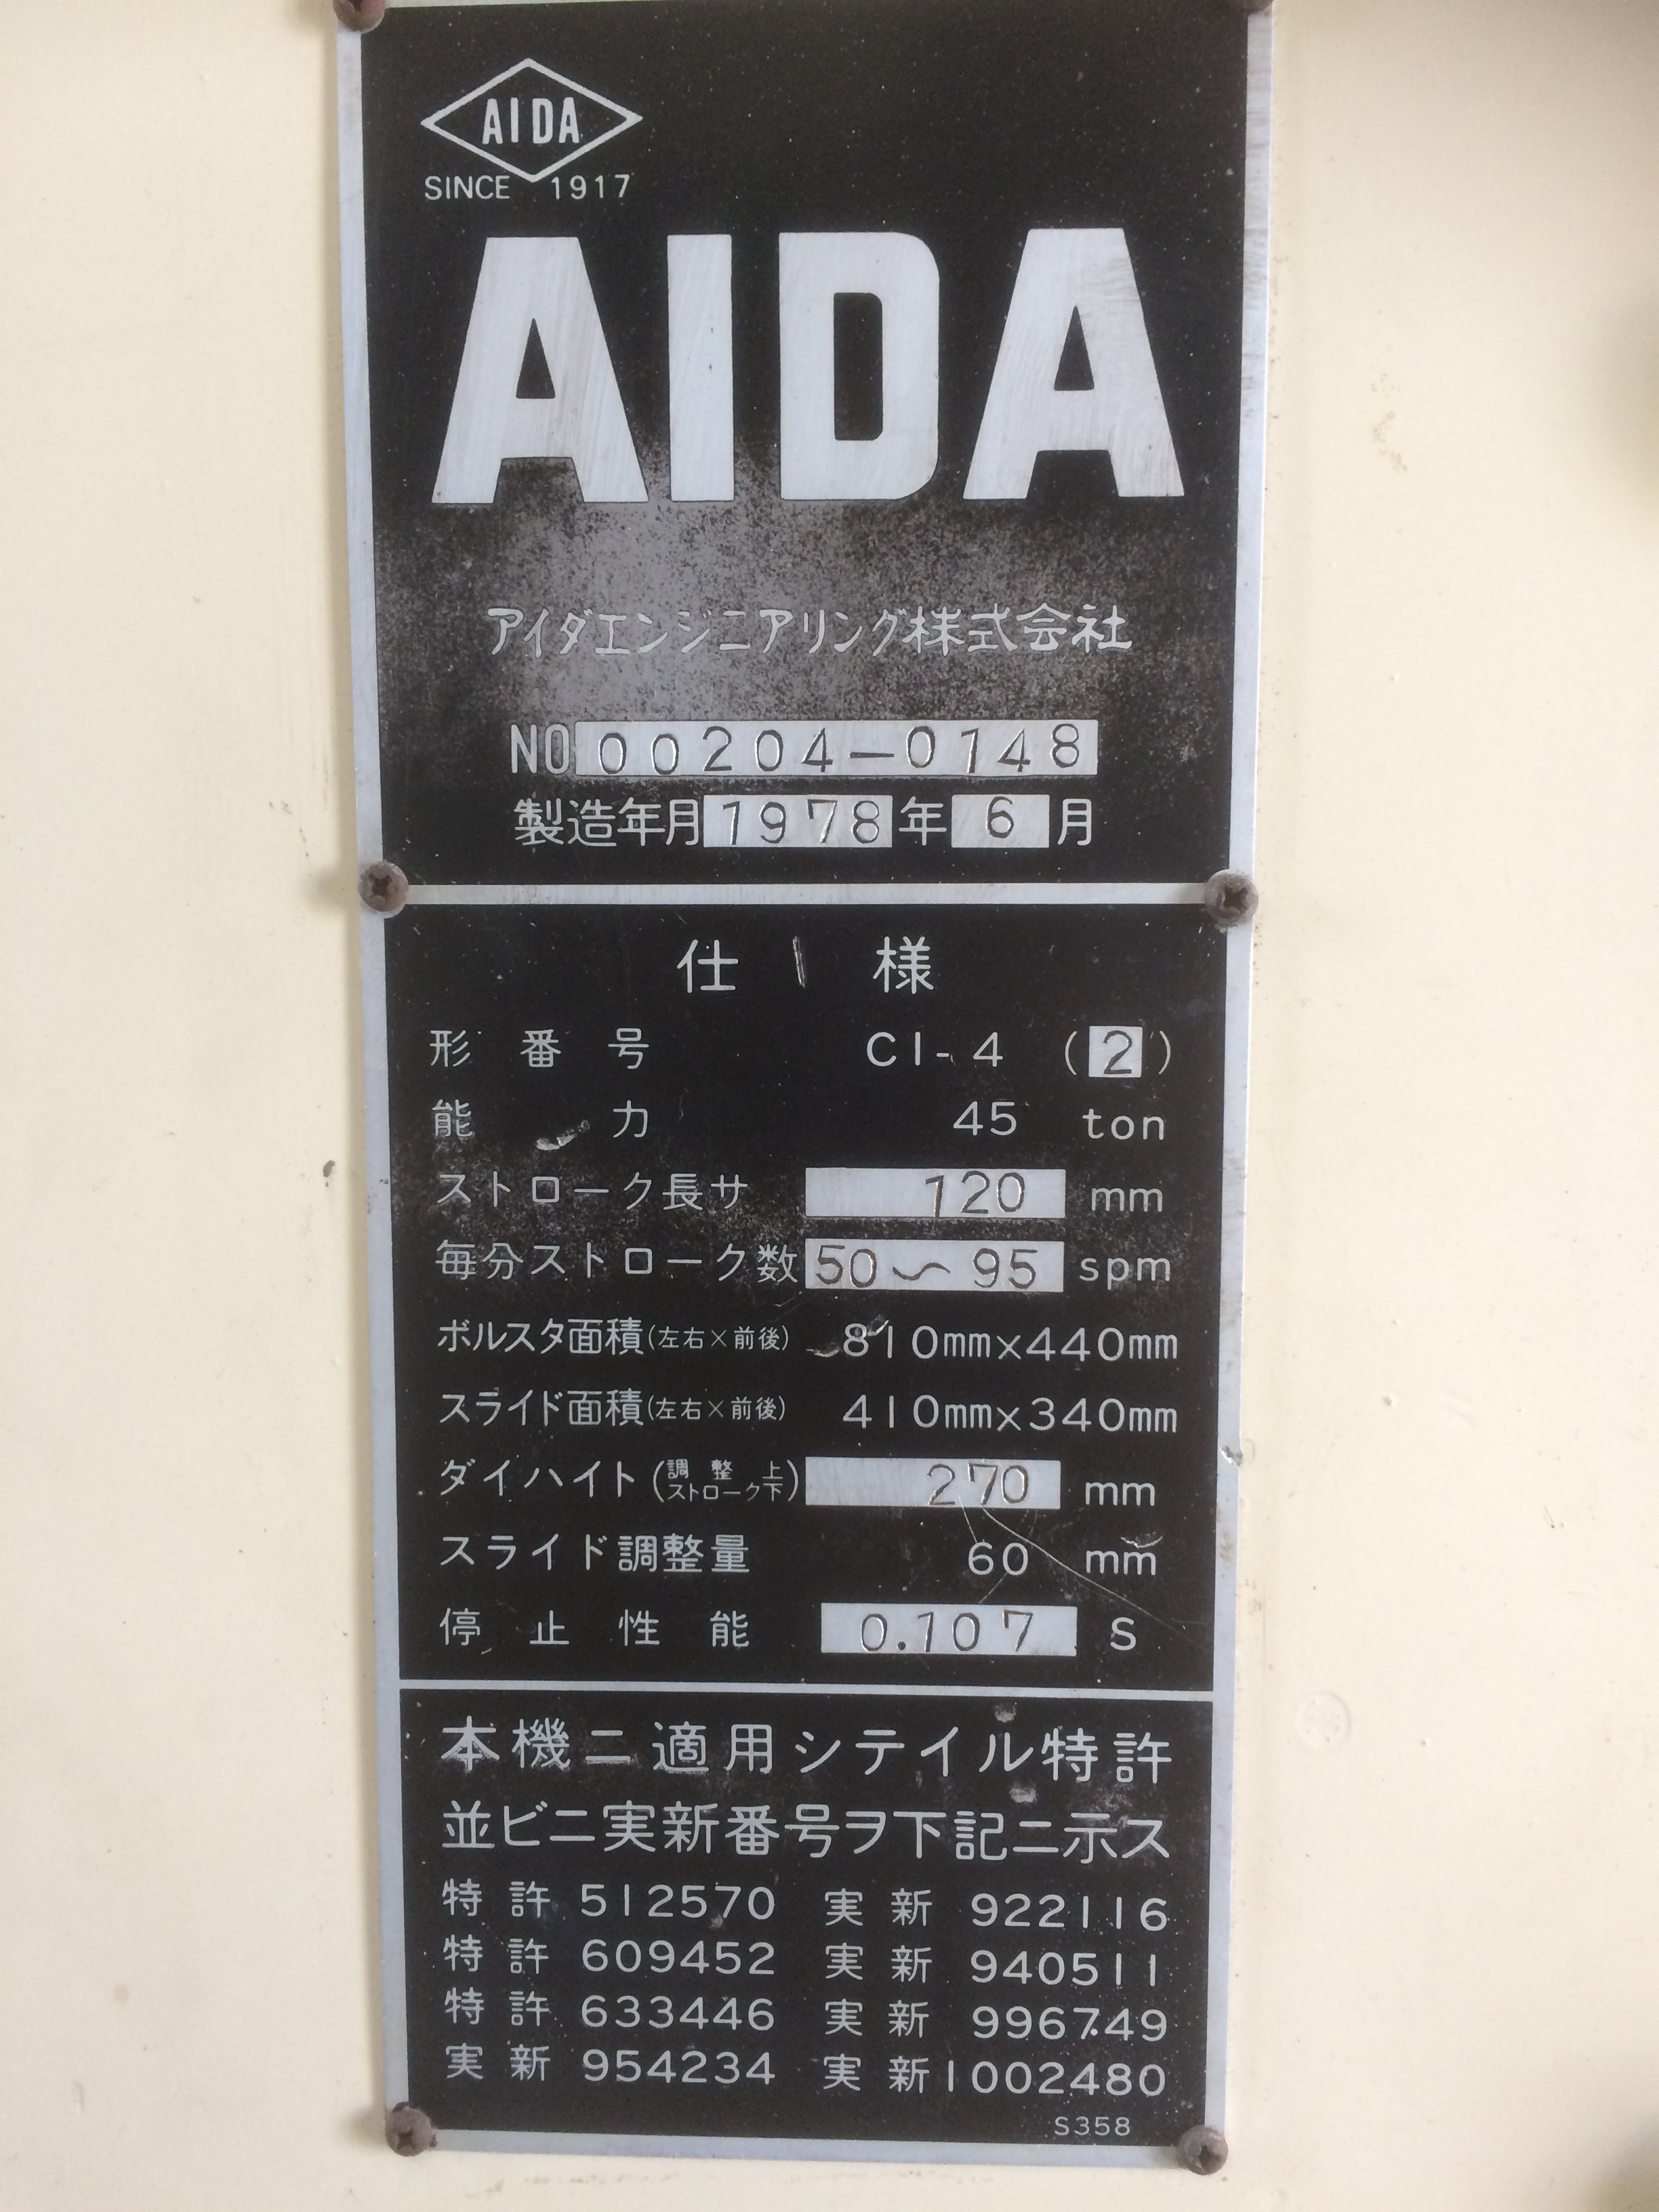 AIDA
SINCE 1917
AIDA
アイダエンジニアリング株式会社
NO 00204-0148
製造年月 1978 年 6 月
仕 様
形番号 C1-4 (2)
能力 45 ton
ストローク長サ 120 mm
毎分ストローク数 50〜95 spm
ボルスタ面積(左右×前後) 810mm×440mm
スライド面積(左右×前後) 410mm×340mm
ダイハイト(調整上 ストローク下) 270 mm
スライド調整量 60 mm
停止性能 0.107 S
本機ニ適用シテイル特許
並ビニ実新番号ヲ下記ニ示ス
特許 512570 実新 922116
特許 609452 実新 940511
特許 633446 実新 996749
実新 954234 実新 1002480
S358